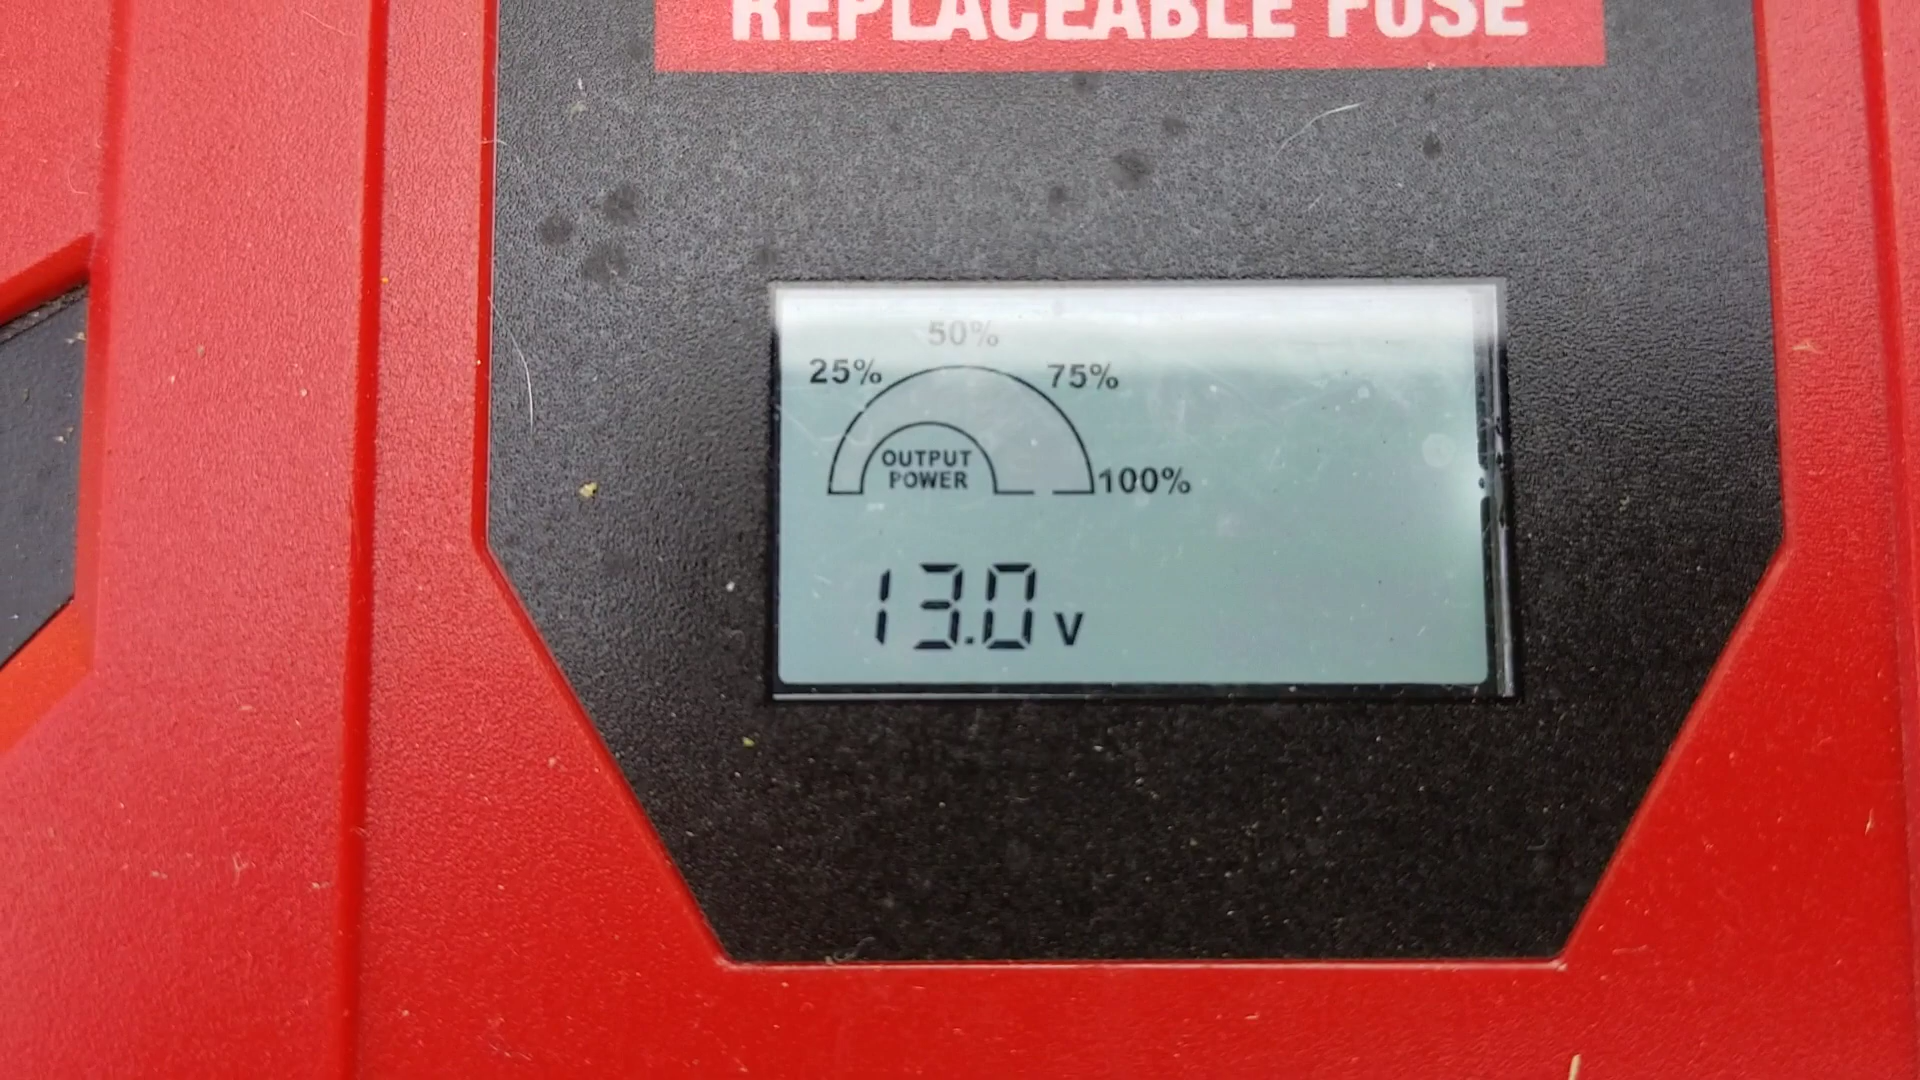 REPLACEABLE FUSE
50%
25%
75%
OUTPUT
POWER
100%
13.0 v